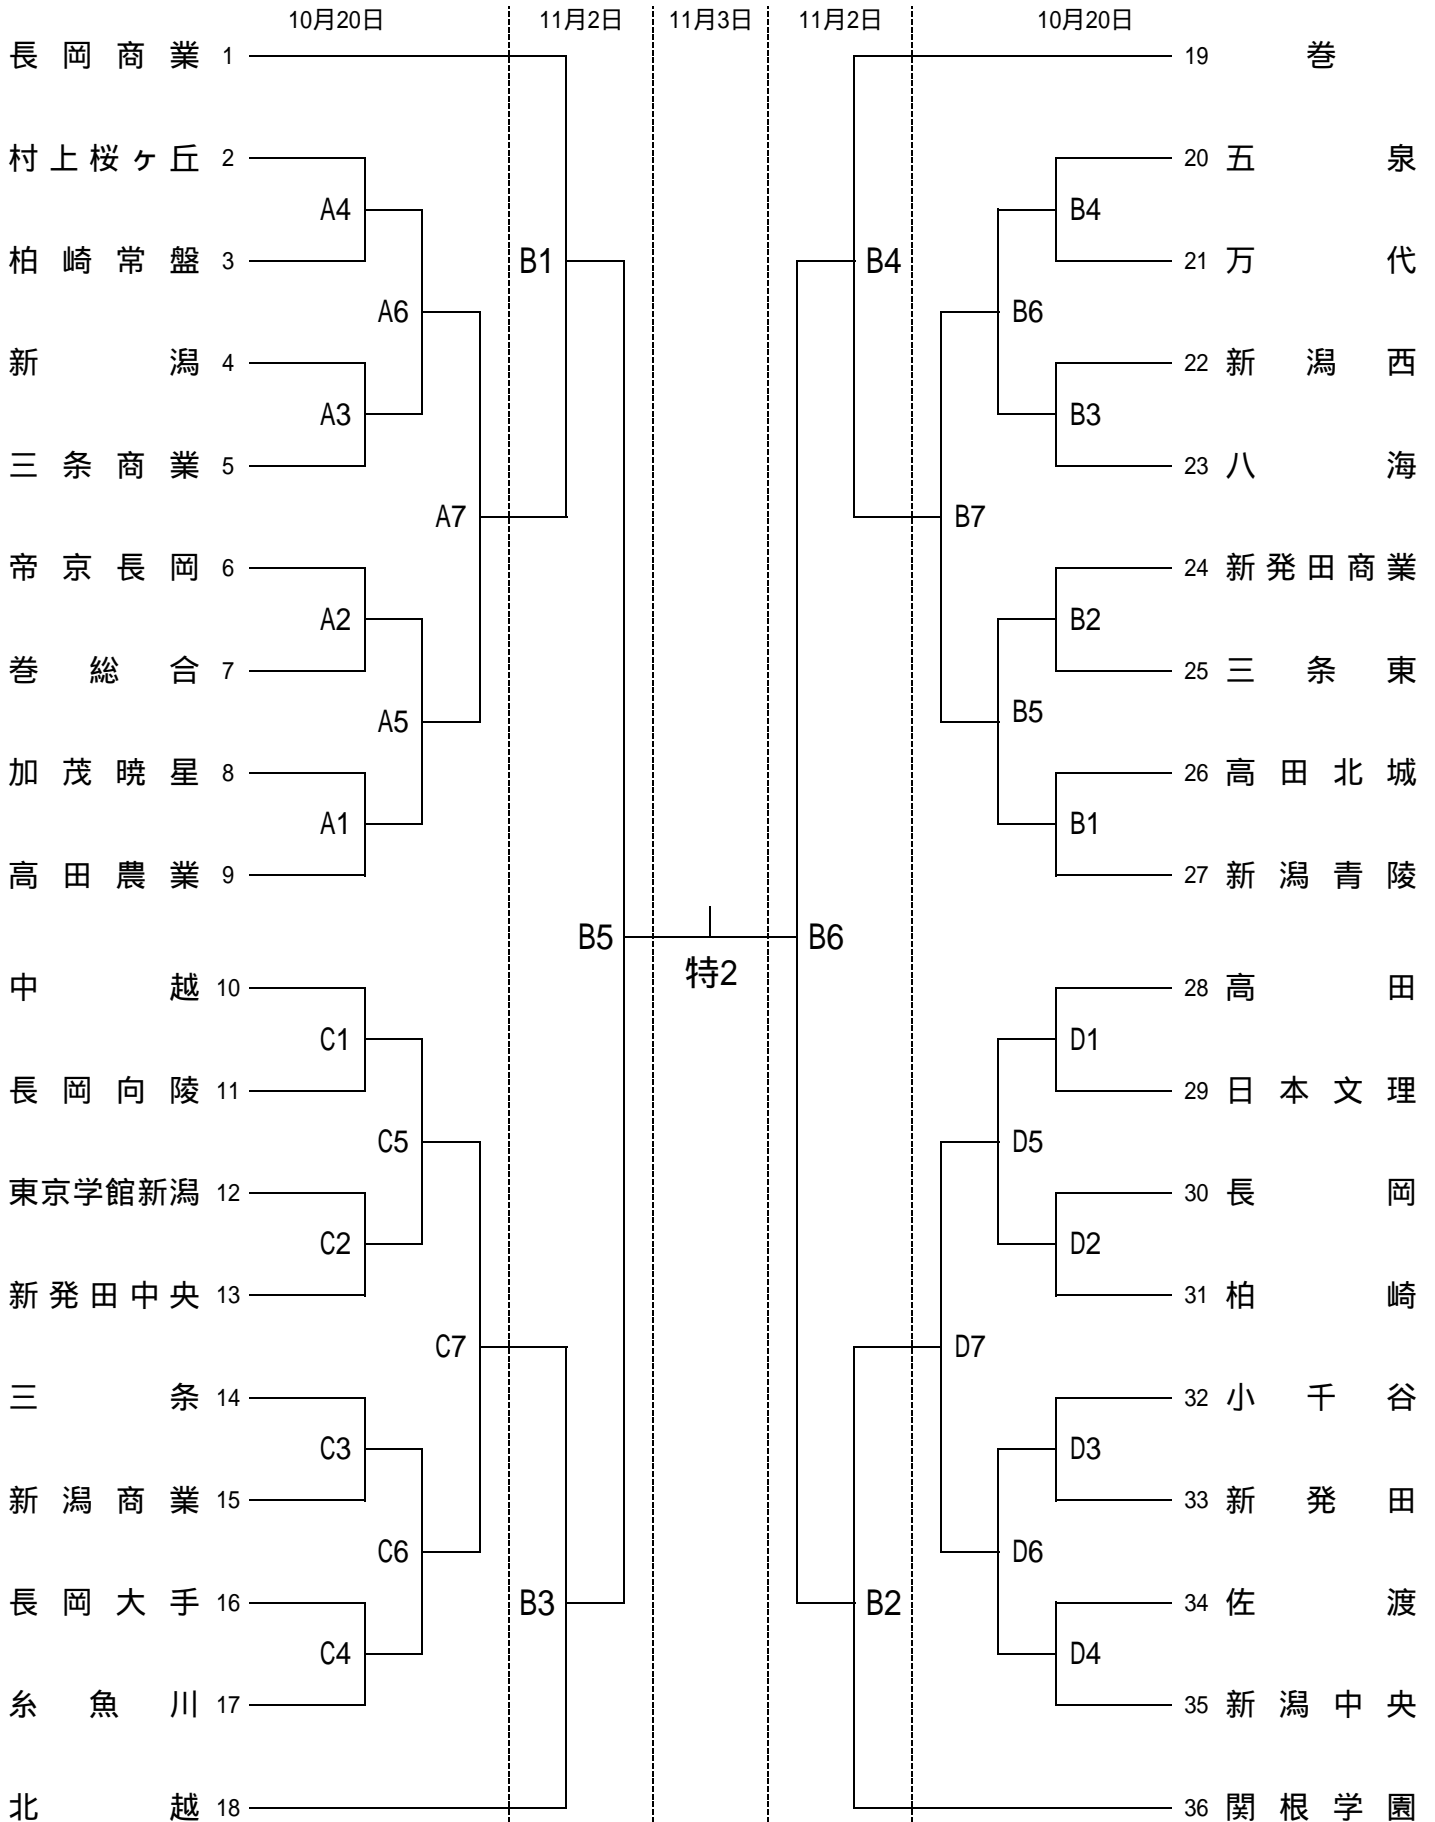 10月20日 11月2日 11月3日 11月2日 10月20日
長岡商業 1 19 巻
村上桜ヶ丘 2 20 五泉
A4 B4
柏崎常盤 3 B1 B4 21 万代
A6 B6
新潟 4 22 新潟西
A3 B3
三条商業 5 23 八海
A7 B7
帝京長岡 6 24 新発田商業
A2 B2
巻総合 7 25 三条東
A5 B5
加茂暁星 8 26 高田北城
A1 B1
高田農業 9 27 新潟青陵
B5 B6
特2
中越 10 28 高田
C1 D1
長岡向陵 11 29 日本文理
C5 D5
東京学館新潟 12 30 長岡
C2 D2
新発田中央 13 31 柏崎
C7 D7
三条 14 32 小千谷
C3 D3
新潟商業 15 33 新発田
C6 D6
長岡大手 16 B3 B2 34 佐渡
C4 D4
糸魚川 17 35 新潟中央
北越 18 36 関根学園